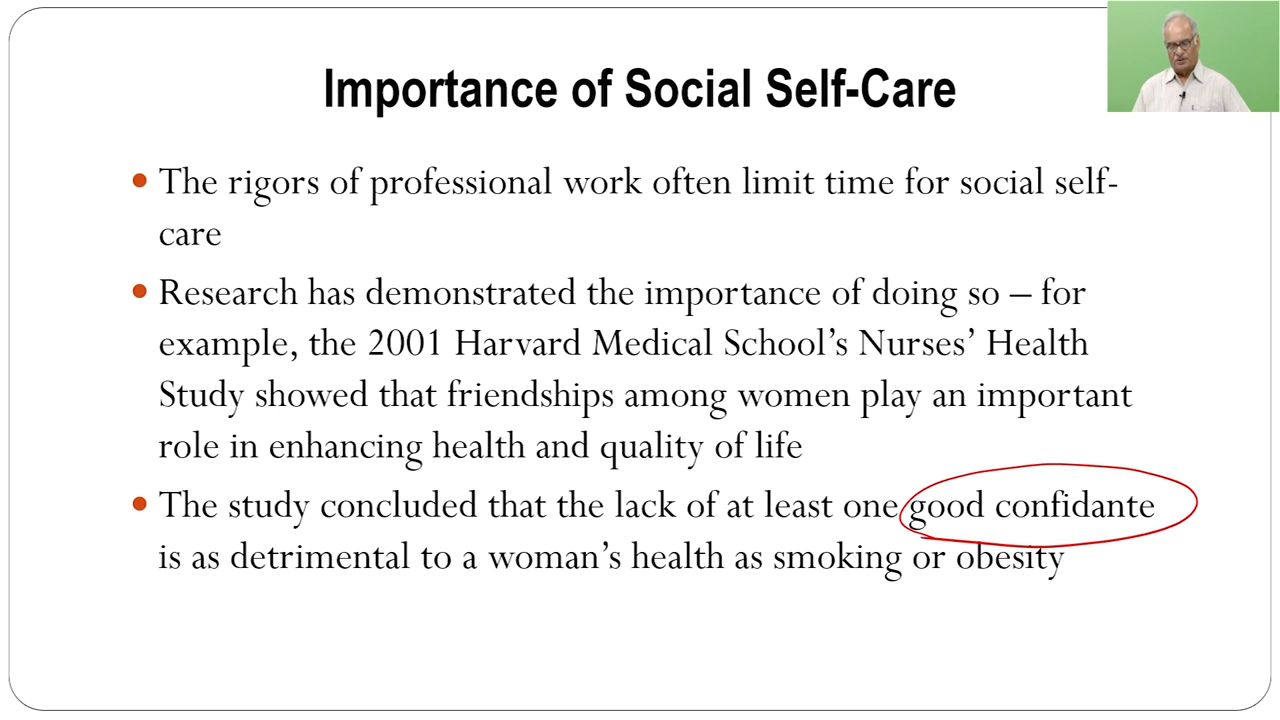 Importance of Social Self-Care
The rigors of professional work often limit time for social self-
care
Research has demonstrated the importance of doing so – for
example, the 2001 Harvard Medical School’s Nurses’ Health
Study showed that friendships among women play an important
role in enhancing health and quality of life
The study concluded that the lack of at least one good confidante
is as detrimental to a woman’s health as smoking or obesity